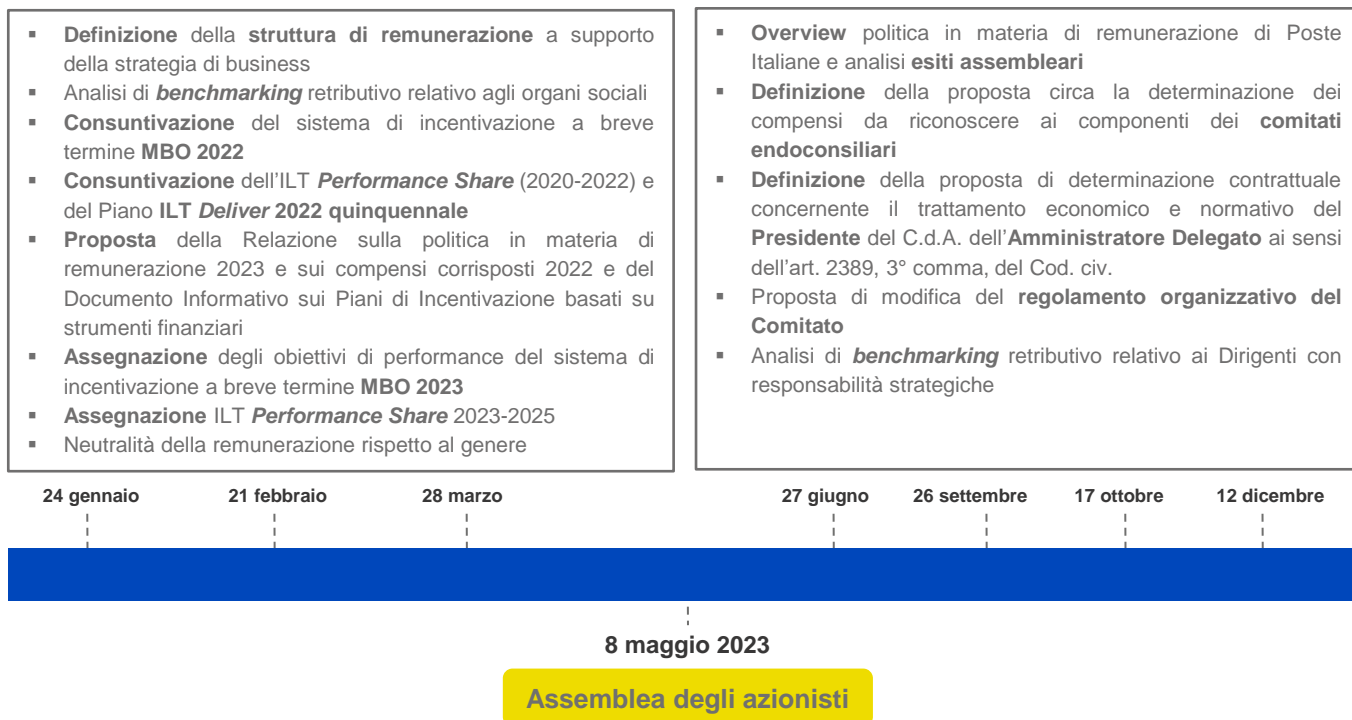 ▪ Definizione della struttura di remunerazione a supporto
della strategia di business
▪ Analisi di benchmarking retributivo relativo agli organi sociali
▪ Consuntivazione del sistema di incentivazione a breve
termine MBO 2022
▪ Consuntivazione dell'ILT Performance Share (2020-2022) e
del Piano ILT Deliver 2022 quinquennale
▪ Proposta della Relazione sulla politica in materia di
remunerazione 2023 e sui compensi corrisposti 2022 e del
Documento Informativo sui Piani di Incentivazione basati su
strumenti finanziari
▪ Assegnazione degli obiettivi di performance del sistema di
incentivazione a breve termine MBO 2023
▪ Assegnazione ILT Performance Share 2023-2025
▪ Neutralità della remunerazione rispetto al genere
▪ Overview politica in materia di remunerazione di Poste
Italiane e analisi esiti assembleari
▪ Definizione della proposta circa la determinazione dei
compensi da riconoscere ai componenti dei comitati
endoconsiliari
▪ Definizione della proposta di determinazione contrattuale
concernente il trattamento economico e normativo del
Presidente del C.d.A. dell'Amministratore Delegato ai sensi
dell'art. 2389, 3° comma, del Cod. civ.
▪ Proposta di modifica del regolamento organizzativo del
Comitato
▪ Analisi di benchmarking retributivo relativo ai Dirigenti con
responsabilità strategiche
24 gennaio 21 febbraio 28 marzo 27 giugno 26 settembre 17 ottobre 12 dicembre
8 maggio 2023
Assemblea degli azionisti